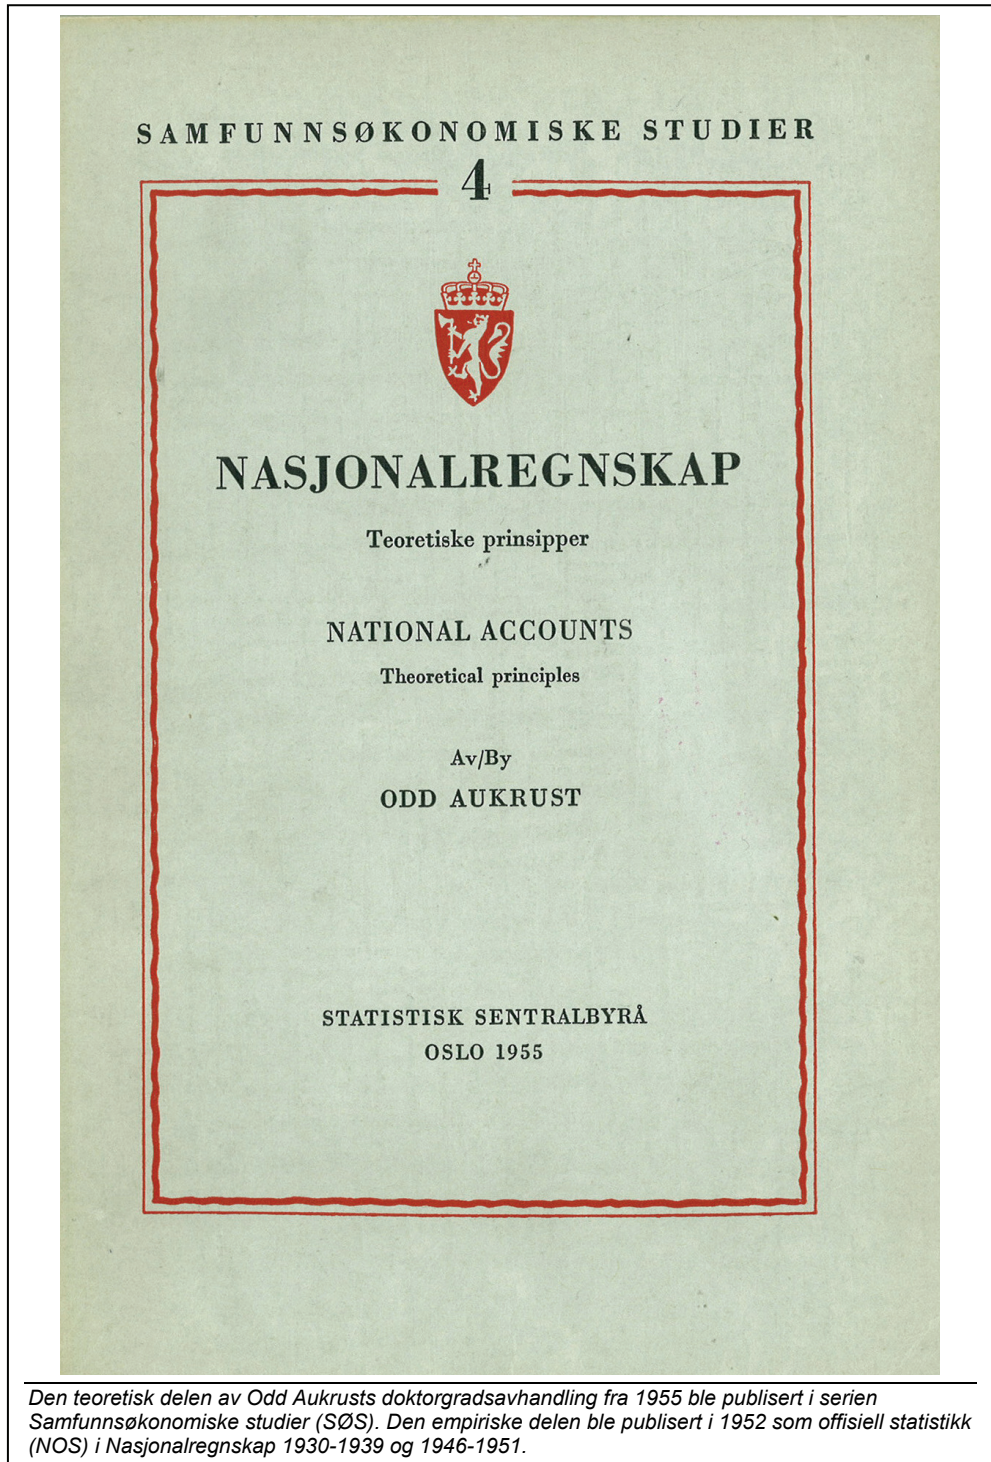 SAMFUNNSØKONOMISKE STUDIER
4
NASJONALREGNSKAP
Teoretiske prinsipper
NATIONAL ACCOUNTS
Theoretical principles
Av/By
ODD AUKRUST
STATISTISK SENTRALBYRÅ
OSLO 1955
Den teoretisk delen av Odd Aukrusts doktorgradsavhandling fra 1955 ble publisert i serien
Samfunnsøkonomiske studier (SØS). Den empiriske delen ble publisert i 1952 som offisiell statistikk
(NOS) i Nasjonalregnskap 1930-1939 og 1946-1951.